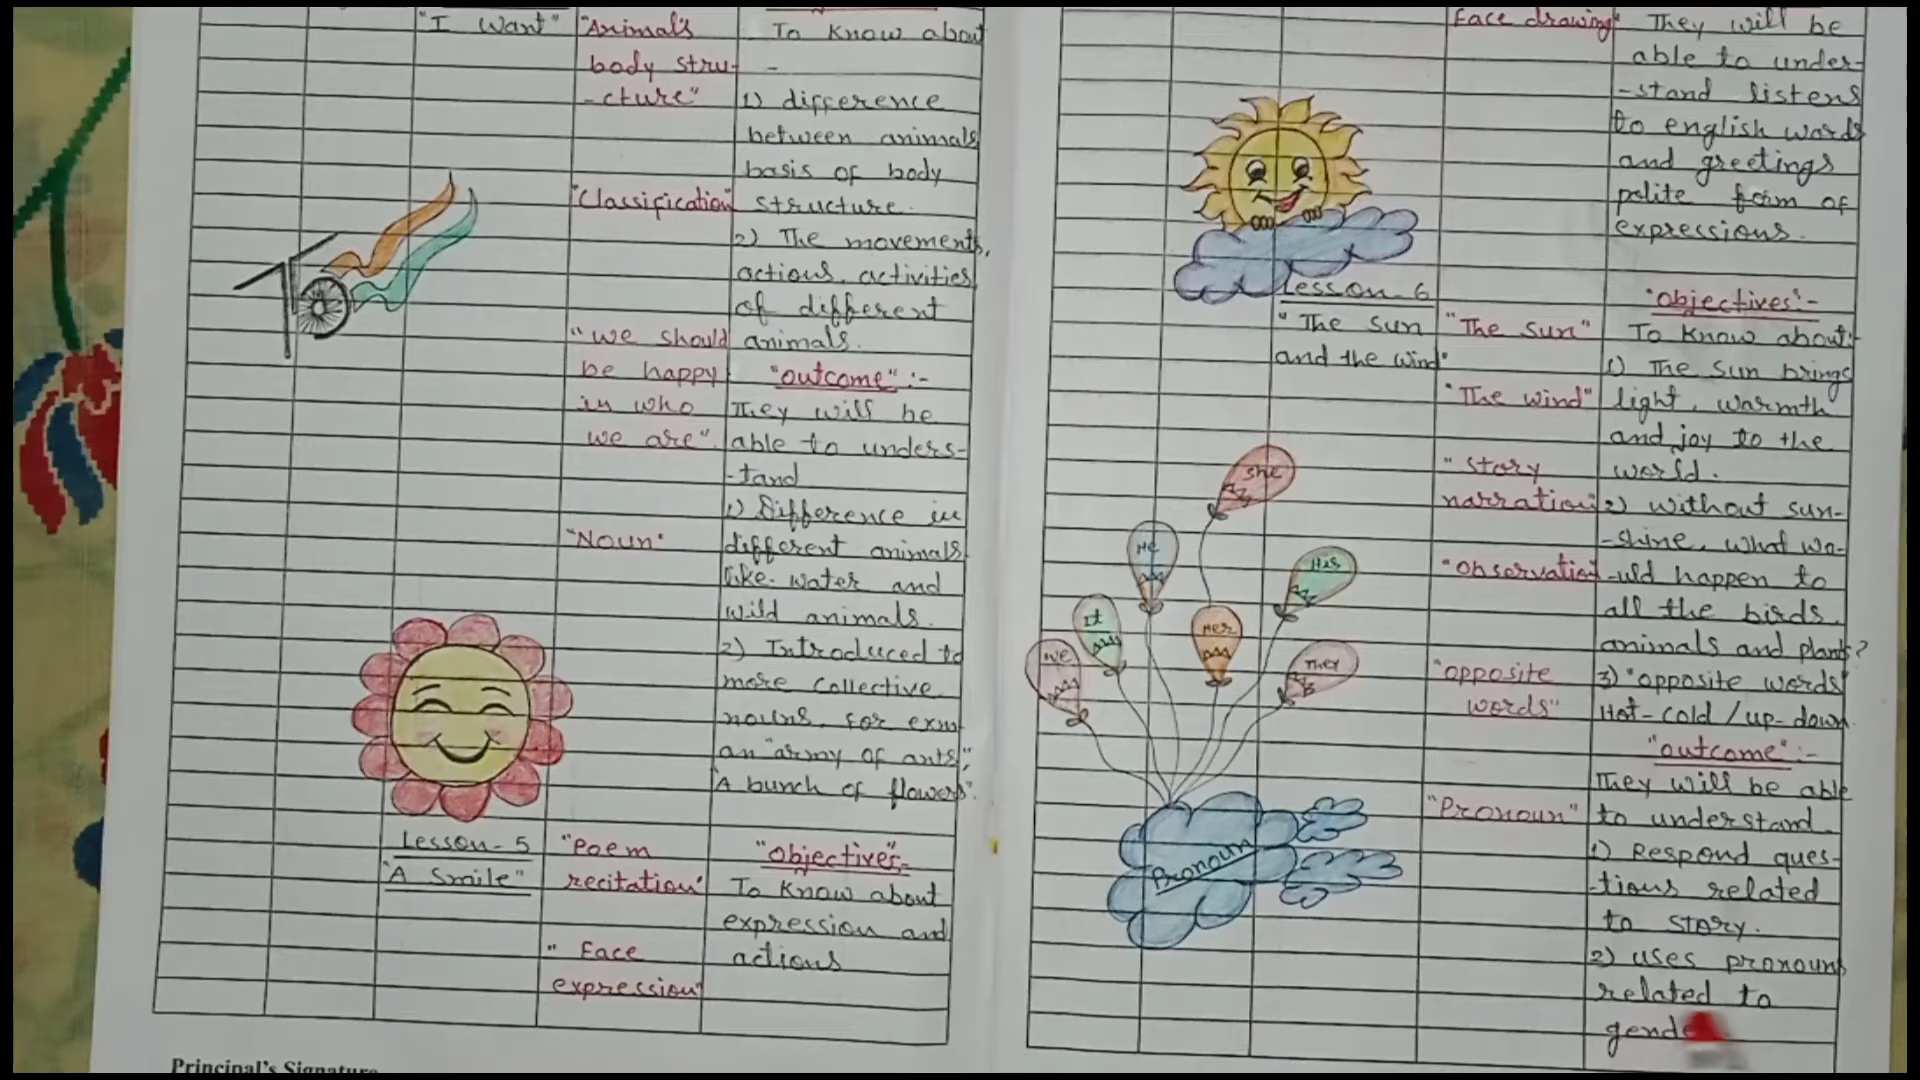 "I Want"
"Animal's
body stru-
-cture"
"Classification"
"we should
be happy
in who
we are".
"Noun"
To know about
-
1) difference
between animals
basis of body
structure.
2) The movements,
actions, activities
of different
animals.
"outcome":-
They will be
able to unders-
-tand
1) Difference in
different animals
like- water and
wild animals.
2) Introduced to
more collective
nouns. for exm
an "army of ants",
"A bunch of flowers".
Lesson-5
"A Smile"
"Poem
recitation"
"Face
expression"
"Objectives":-
To know about
expression and
actions
Principal's Signature
Face drawing"
They will be
able to under-
-stand listens
to english words
and greetings
polite form of
expressions.
Lesson-6
"The sun
and the wind"
"The sun"
"The wind"
"story
narration"
"observation"
"opposite
words"
"Pronoun"
"objectives":-
To know about:-
1) The sun brings
light, warmth
and joy to the
world.
2) without sun-
-shine, what wo-
-uld happen to
all the birds,
animals and plants?
3) "opposite words"
Hot-cold/up-down.
"outcome":-
They will be able
to understand.
1) Respond ques-
-tions related
to story.
2) uses pronouns
related to
She
He
His
It
Her
We
They
Pronoun